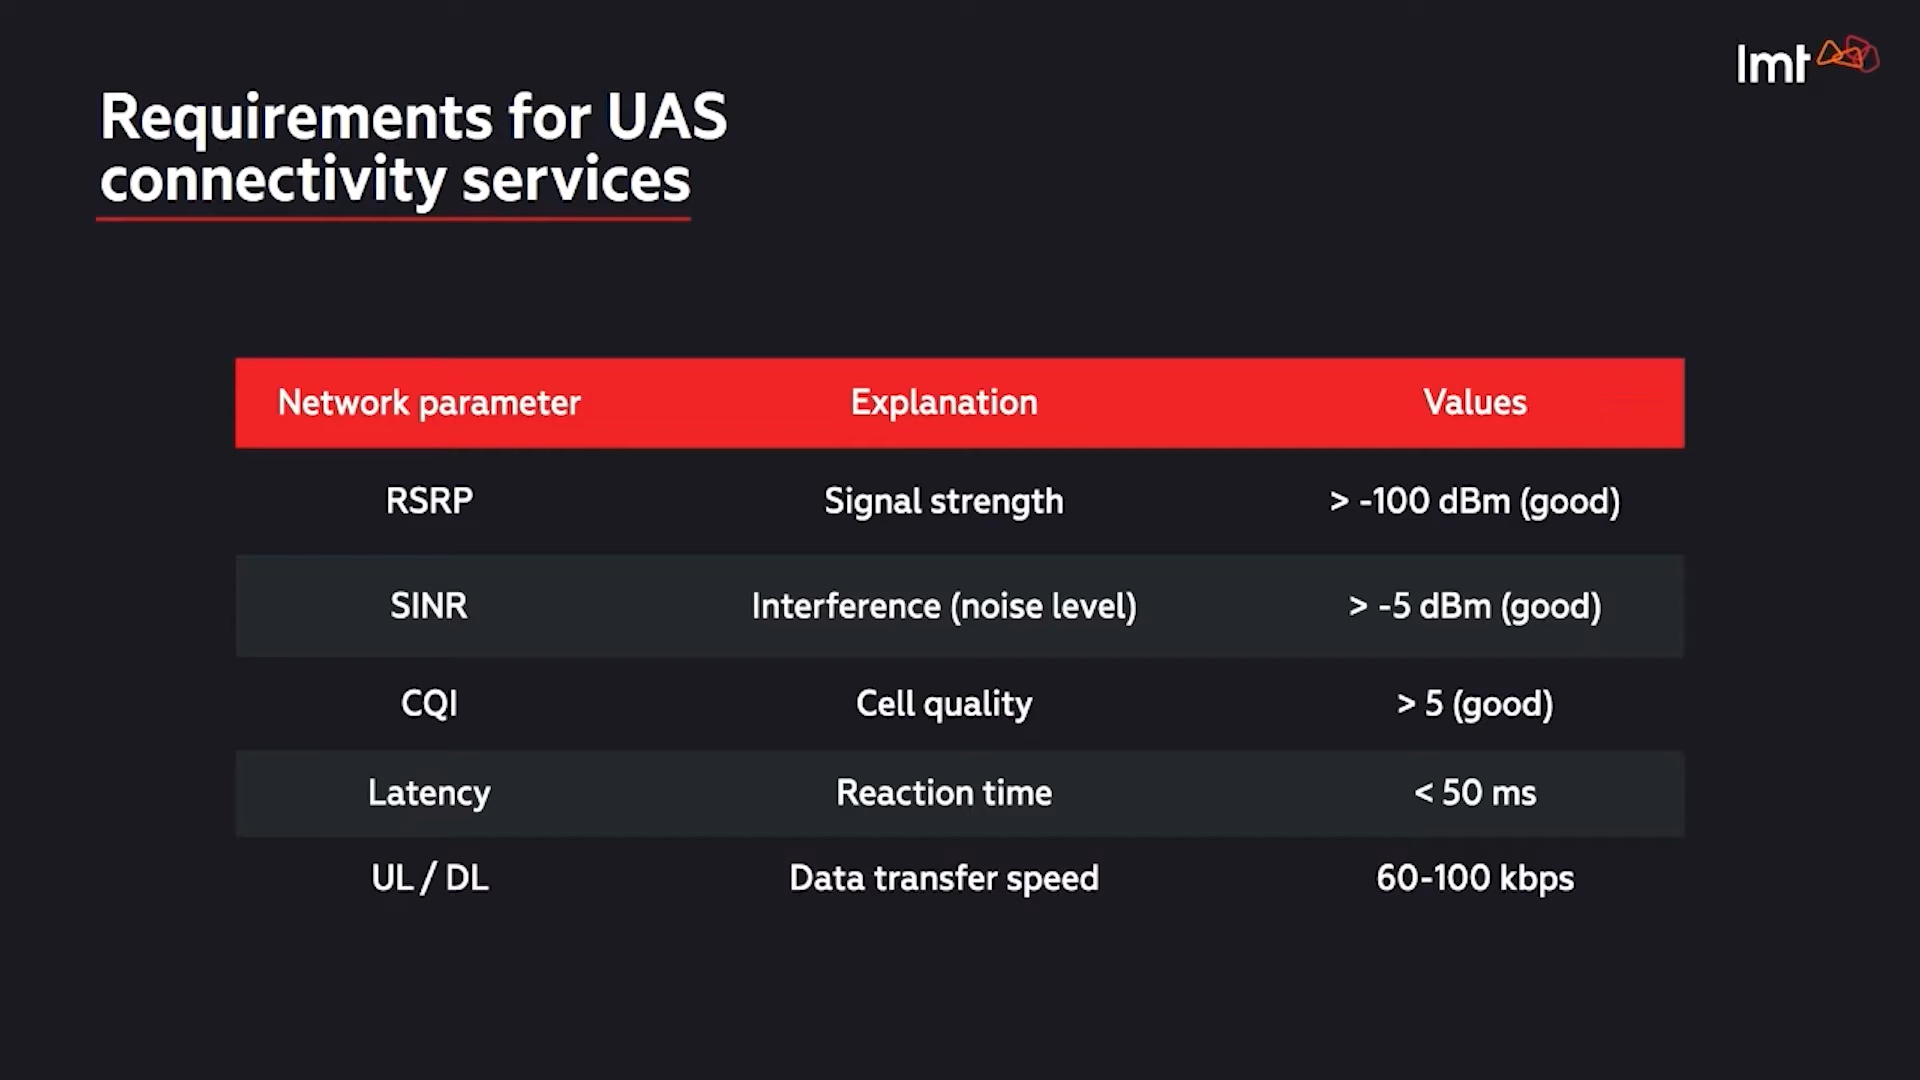 lmt
Requirements for UAS
connectivity services
Network parameter Explanation Values
RSRP Signal strength > -100 dBm (good)
SINR Interference (noise level) > -5 dBm (good)
CQI Cell quality > 5 (good)
Latency Reaction time < 50 ms
UL / DL Data transfer speed 60-100 kbps